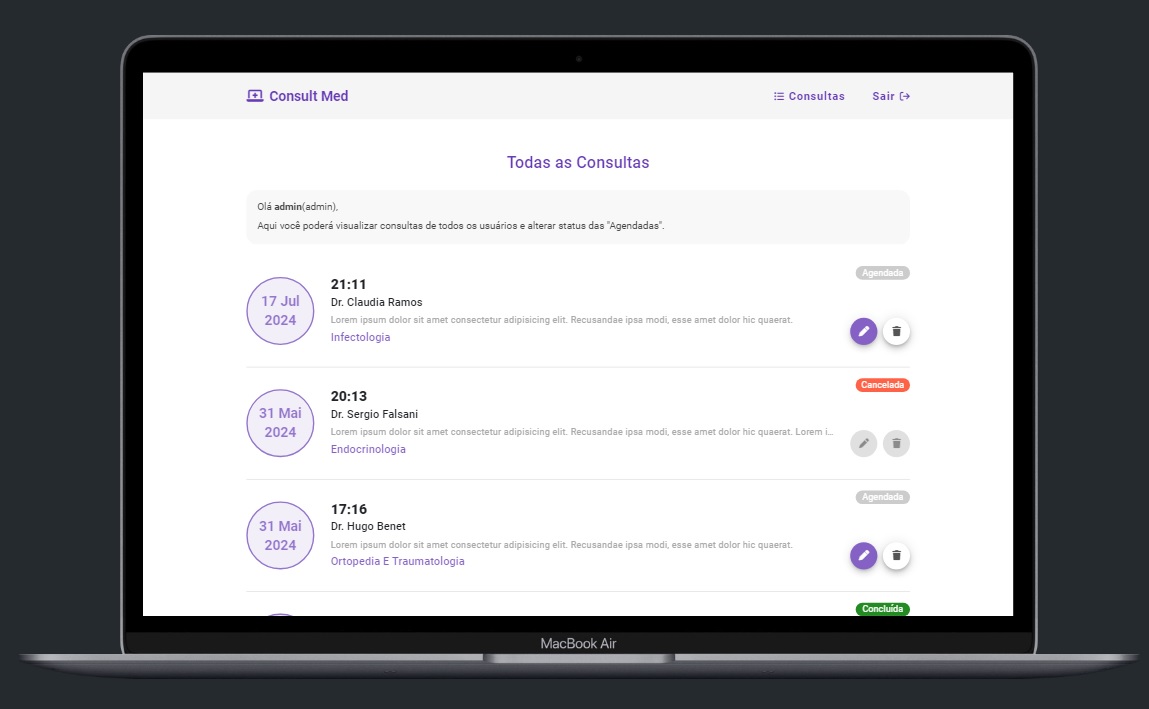 Consult Med
Consultas
Sair
Todas as Consultas
Olá admin(admin),
Aqui você poderá visualizar consultas de todos os usuários e alterar status das "Agendadas".
Agendada
17 Jul
2024
21:11
Dr. Claudia Ramos
Lorem ipsum dolor sit amet consectetur adipisicing elit. Recusandae ipsa modi, esse amet dolor hic quaerat.
Infectologia
Cancelada
31 Mai
2024
20:13
Dr. Sergio Falsani
Lorem ipsum dolor sit amet consectetur adipisicing elit. Recusandae ipsa modi, esse amet dolor hic quaerat. Lorem i...
Endocrinologia
Agendada
31 Mai
2024
17:16
Dr. Hugo Benet
Lorem ipsum dolor sit amet consectetur adipisicing elit. Recusandae ipsa modi, esse amet dolor hic quaerat.
Ortopedia E Traumatologia
Concluída
MacBook Air